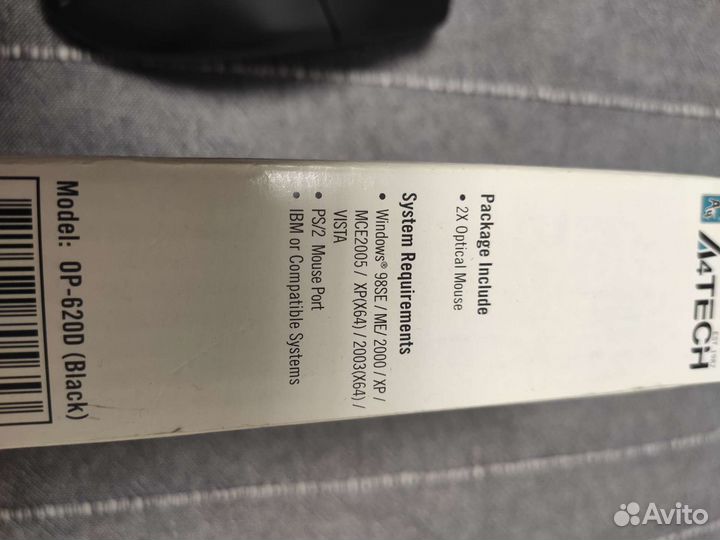 A4TECH
Package Include
• 2X Optical Mouse
System Requirements
• Windows® 98SE / ME/ 2000 / XP /
MCE2005 / XP(X64) / 2003(X64) /
VISTA
• PS/2 Mouse Port
• IBM or Compatible Systems
Model: OP-620D (Black)
Avito